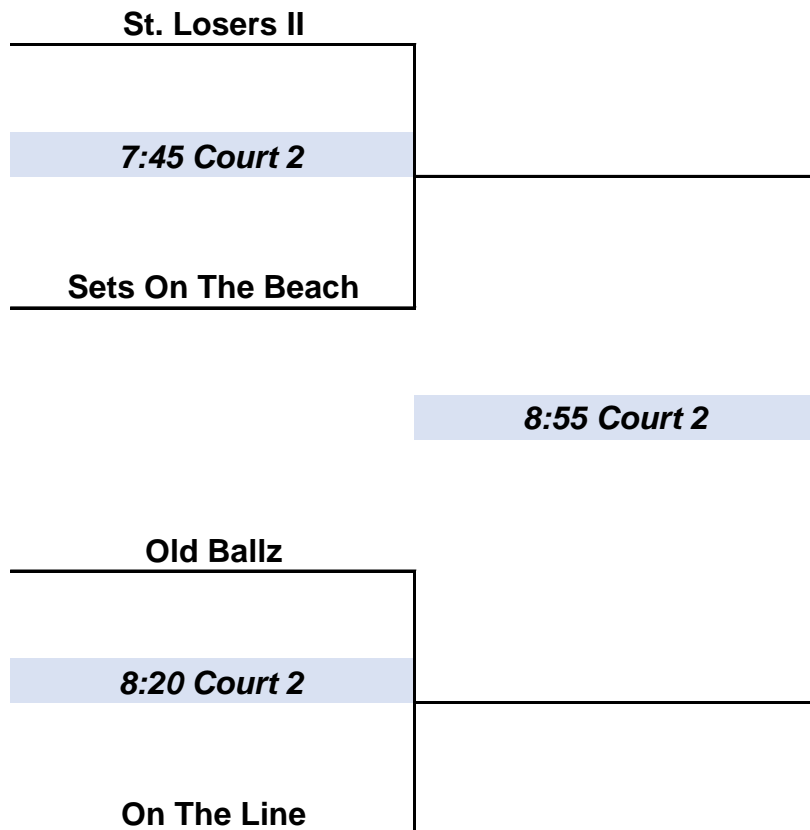 St. Losers II
7:45 Court 2
Sets On The Beach
8:55 Court 2
Old Ballz
8:20 Court 2
On The Line